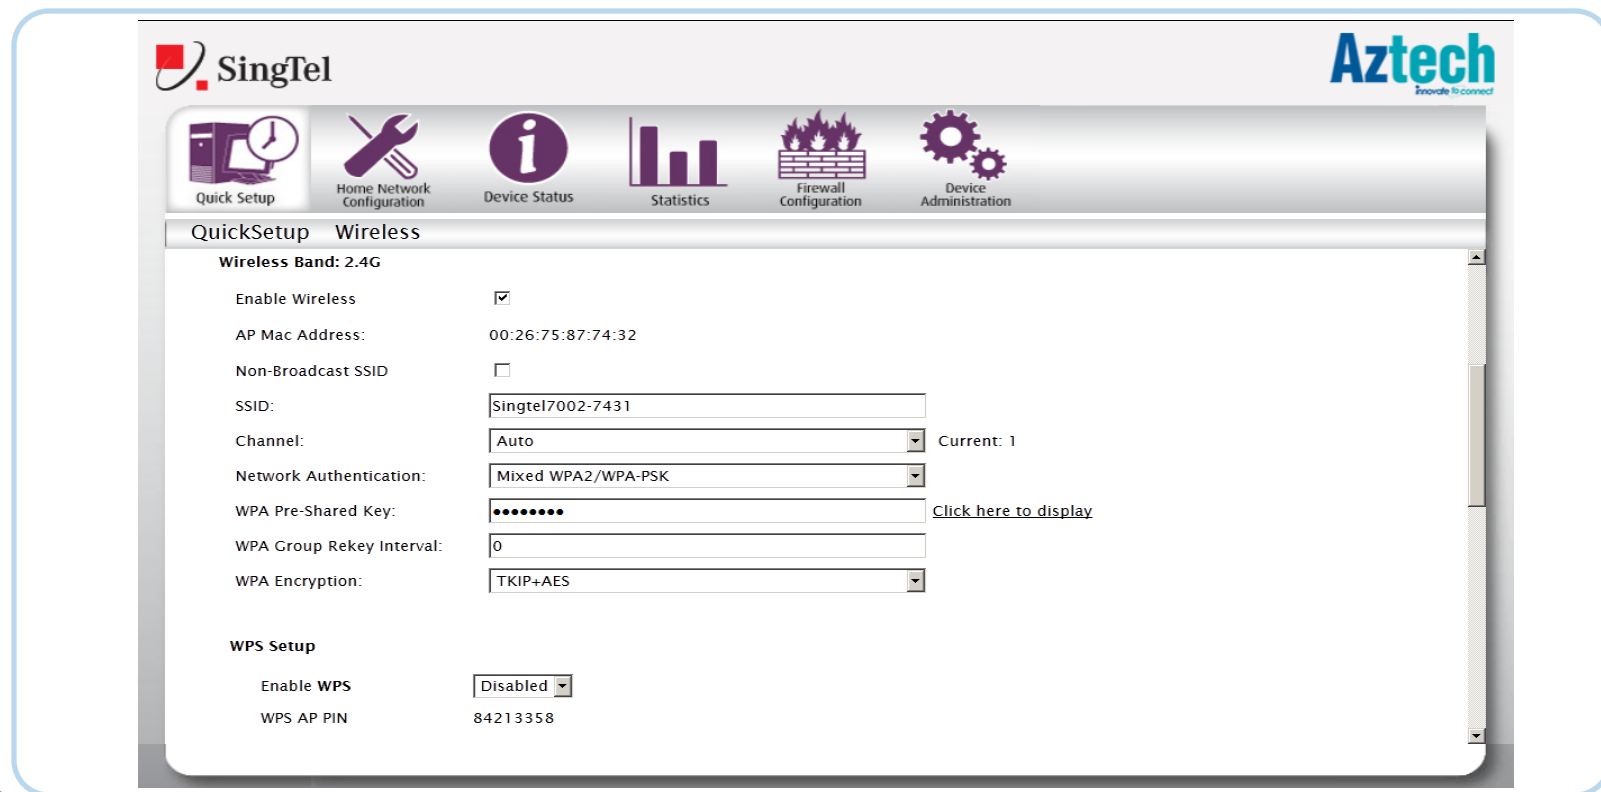 SingTel
Aztech
innovate to connect
Quick Setup
Home Network
Configuration
Device Status
Statistics
Firewall
Configuration
Device
Administration
QuickSetup Wireless
Wireless Band: 2.4G
Enable Wireless
AP Mac Address: 00:26:75:87:74:32
Non-Broadcast SSID
SSID: Singtel7002-7431
Channel: Auto Current: 1
Network Authentication: Mixed WPA2/WPA-PSK
WPA Pre-Shared Key: •••••••• Click here to display
WPA Group Rekey Interval: 0
WPA Encryption: TKIP+AES
WPS Setup
Enable WPS Disabled
WPS AP PIN 84213358